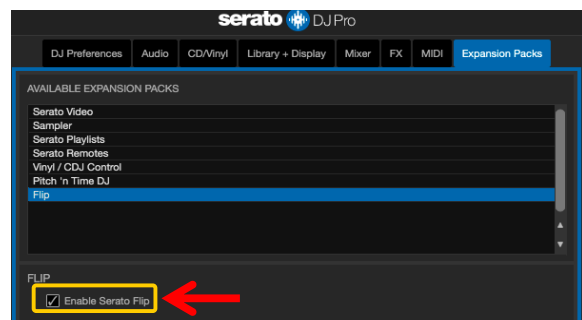 serato DJ Pro
DJ Preferences Audio CD/Vinyl Library + Display Mixer FX MIDI Expansion Packs
AVAILABLE EXPANSION PACKS
Serato Video
Sampler
Serato Playlists
Serato Remotes
Vinyl / CDJ Control
Pitch 'n Time DJ
Flip
FLIP
Enable Serato Flip